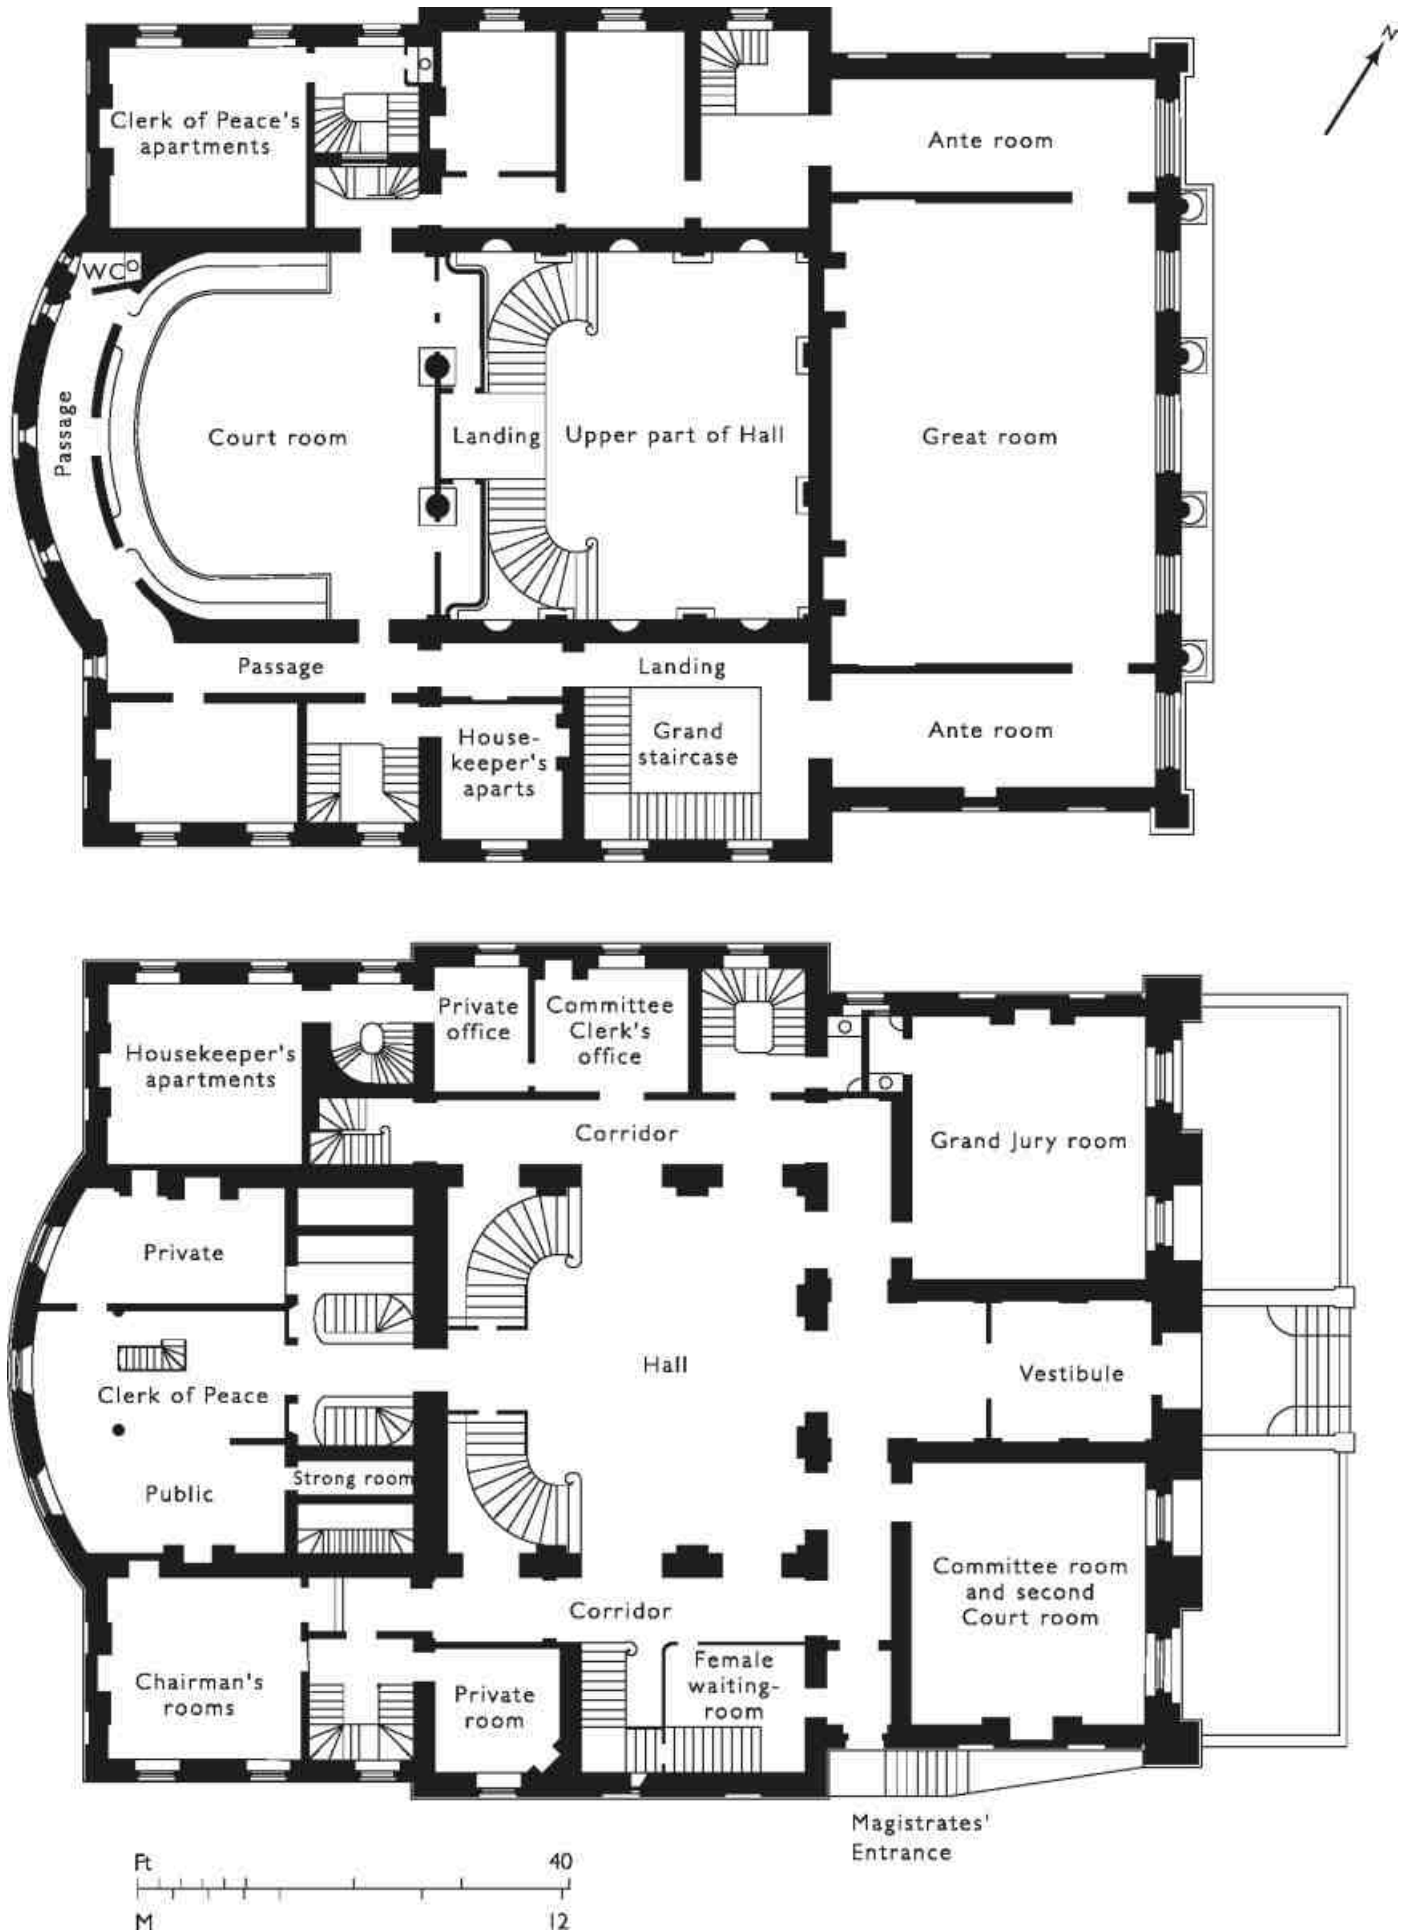 N
Clerk of Peace's
apartments
Ante room
WC
Passage
Court room
Landing
Upper part of Hall
Great room
Passage
Landing
House-
keeper's
aparts
Grand
staircase
Ante room
Private
office
Committee
Clerk's
office
Housekeeper's
apartments
Corridor
Grand Jury room
Private
Hall
Vestibule
Clerk of Peace
Strong room
Public
Committee room
and second
Court room
Corridor
Chairman's
rooms
Private
room
Female
waiting-
room
Magistrates'
Entrance
Ft 40
M 12